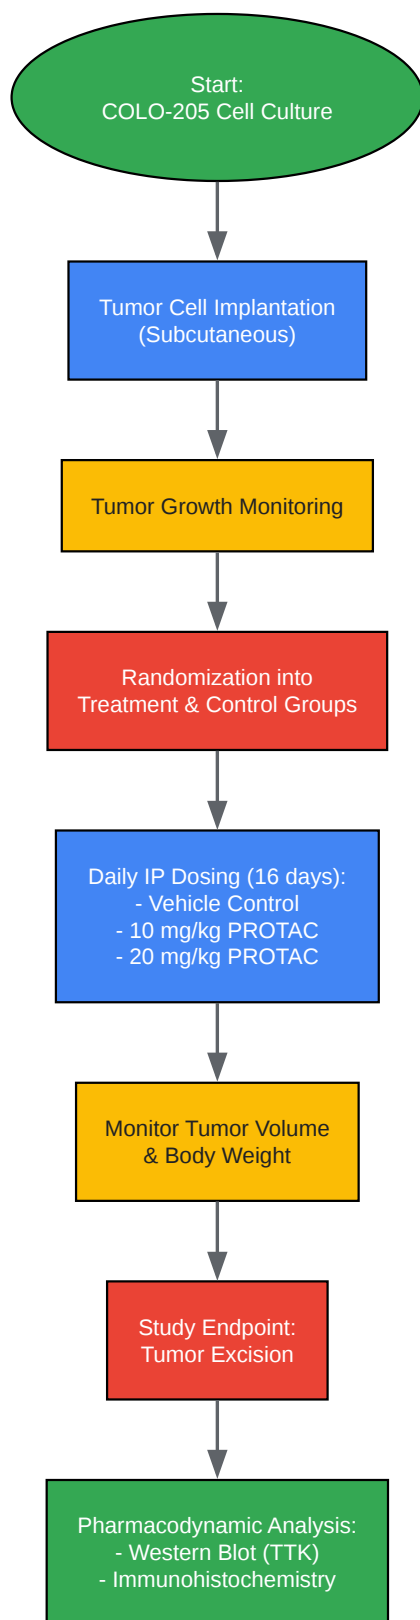 Start:
COLO-205 Cell Culture
Tumor Cell Implantation
(Subcutaneous)
Tumor Growth Monitoring
Randomization into
Treatment & Control Groups
Daily IP Dosing (16 days):
- Vehicle Control
- 10 mg/kg PROTAC
- 20 mg/kg PROTAC
Monitor Tumor Volume
& Body Weight
Study Endpoint:
Tumor Excision
Pharmacodynamic Analysis:
- Western Blot (TTK)
- Immunohistochemistry